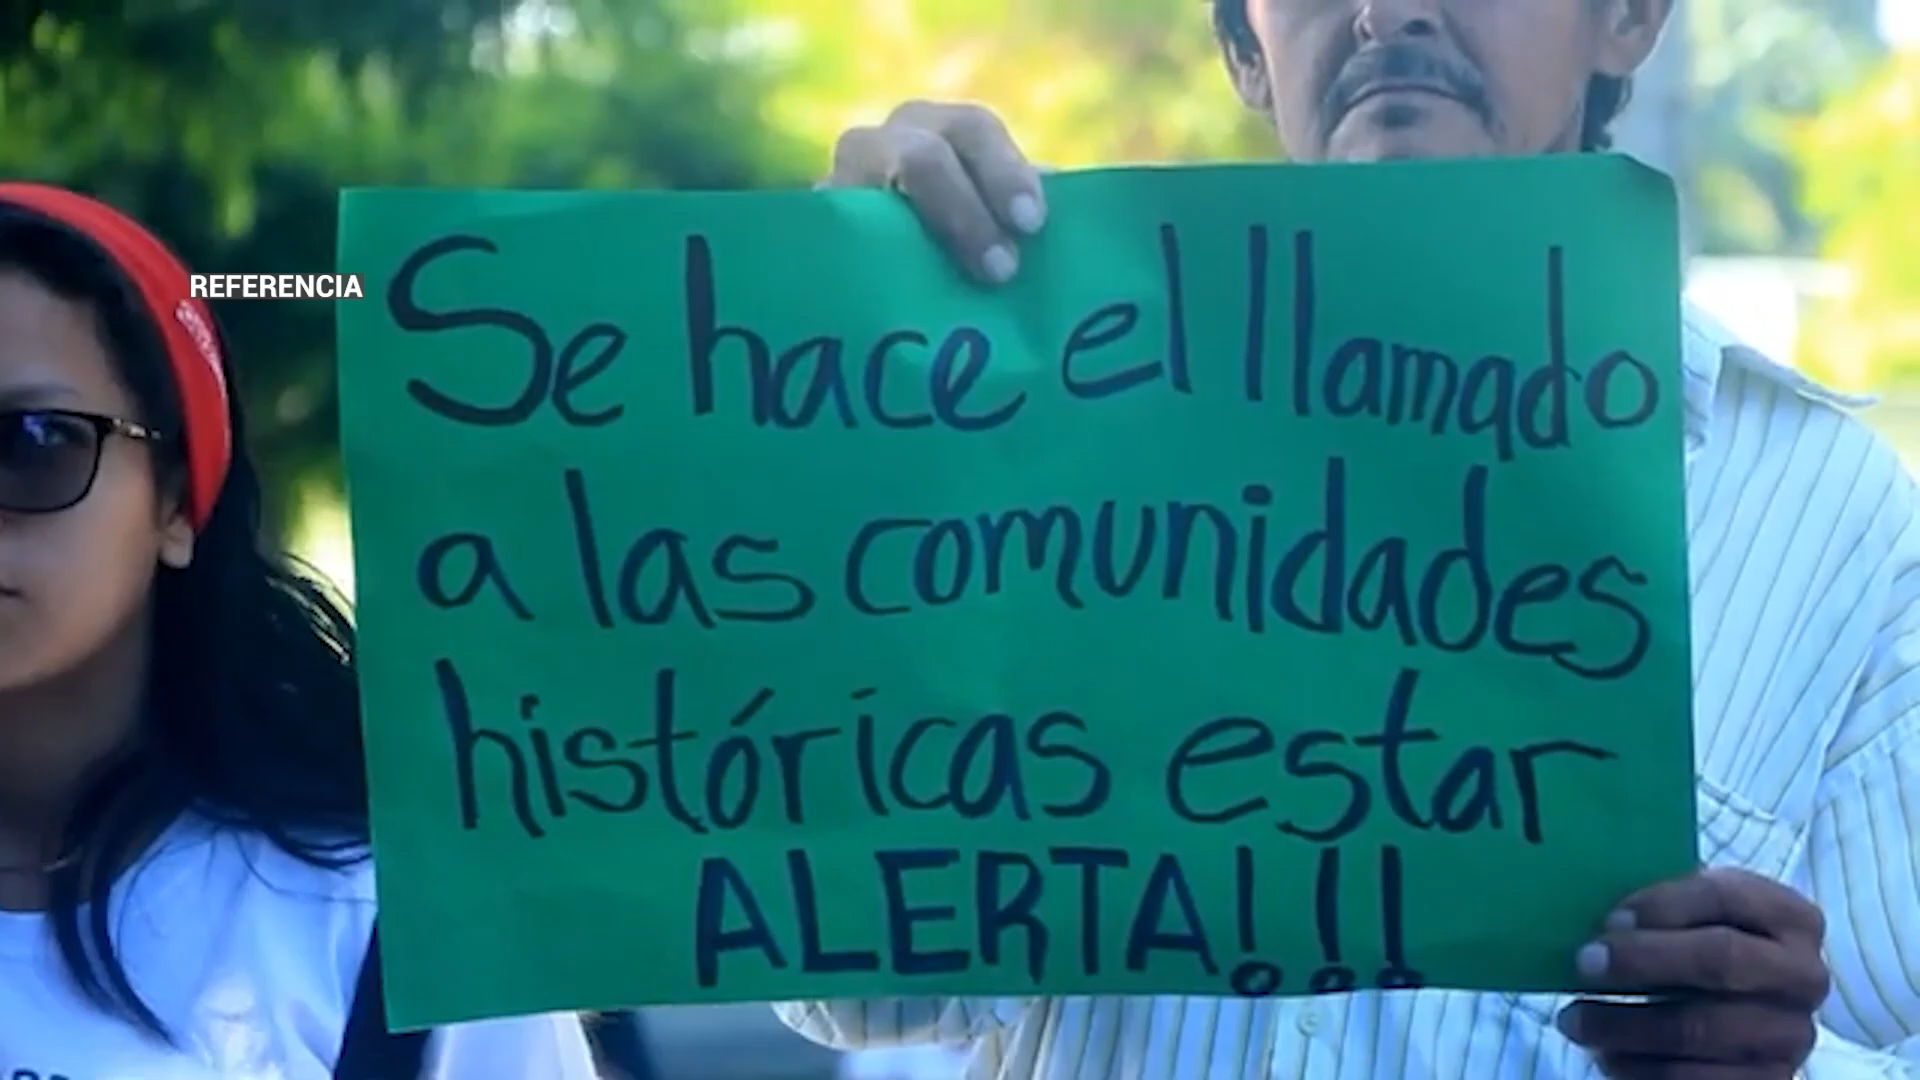 REFERENCIA
Se hace el llamado
a las comunidades
históricas estar
ALERTA!!!